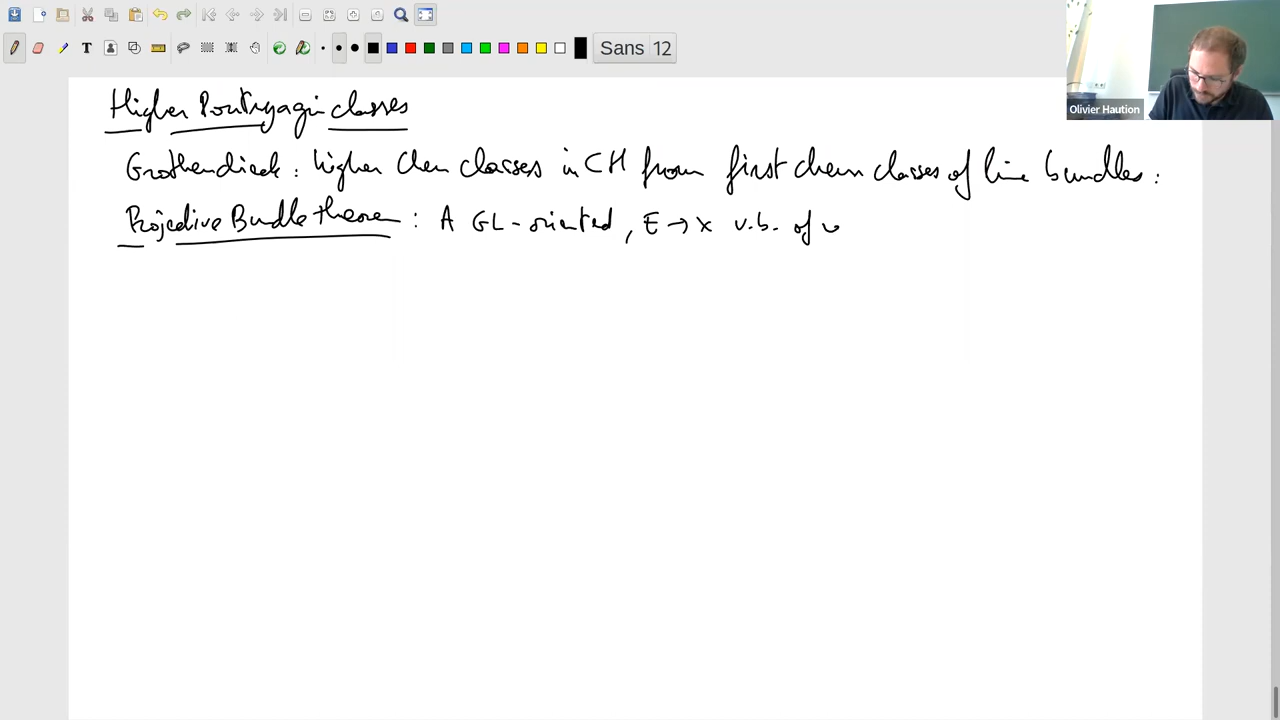 Sans 12
Olivier Haution
Higher Pontryagin classes
Grothendieck : higher Chern classes in CH from first chern classes of line bundles :
Projective Bundle theorem : A GL-oriented, E → X v.b. of